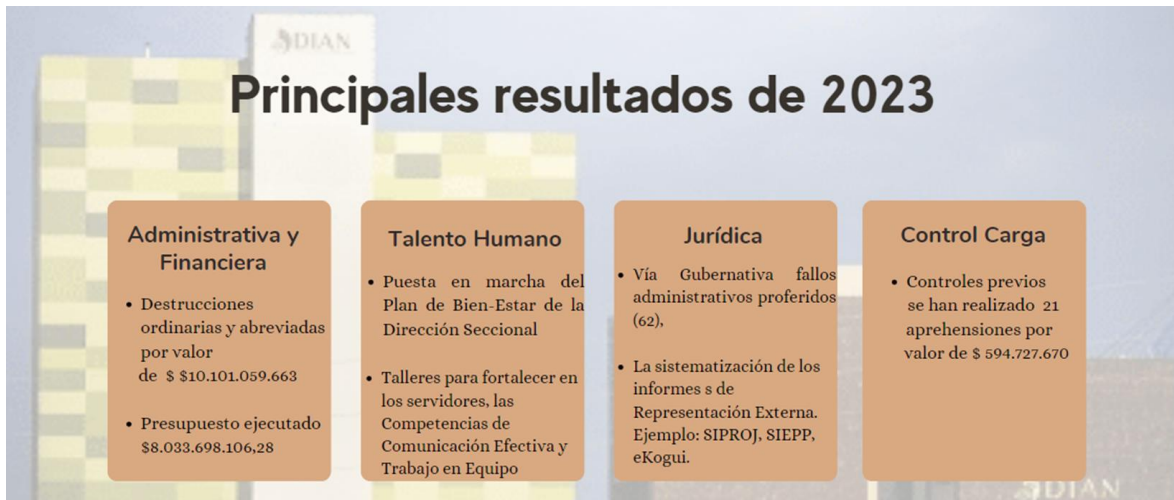 DIAN
Principales resultados de 2023
Administrativa y
Financiera
• Destrucciones
ordinarias y abreviadas
por valor
de $ $10.101.059.663
• Presupuesto ejecutado
$8.033.698.106,28
Talento Humano
• Puesta en marcha del
Plan de Bien-Estar de la
Dirección Seccional
• Talleres para fortalecer en
los servidores, las
Competencias de
Comunicación Efectiva y
Trabajo en Equipo
Jurídica
• Vía Gubernativa fallos
administrativos proferidos
(62),
• La sistematización de los
informes s de
Representación Externa.
Ejemplo: SIPROJ, SIEPP,
eKogui.
Control Carga
• Controles previos
se han realizado 21
aprehensiones por
valor de $ 594.727.670
DIAN